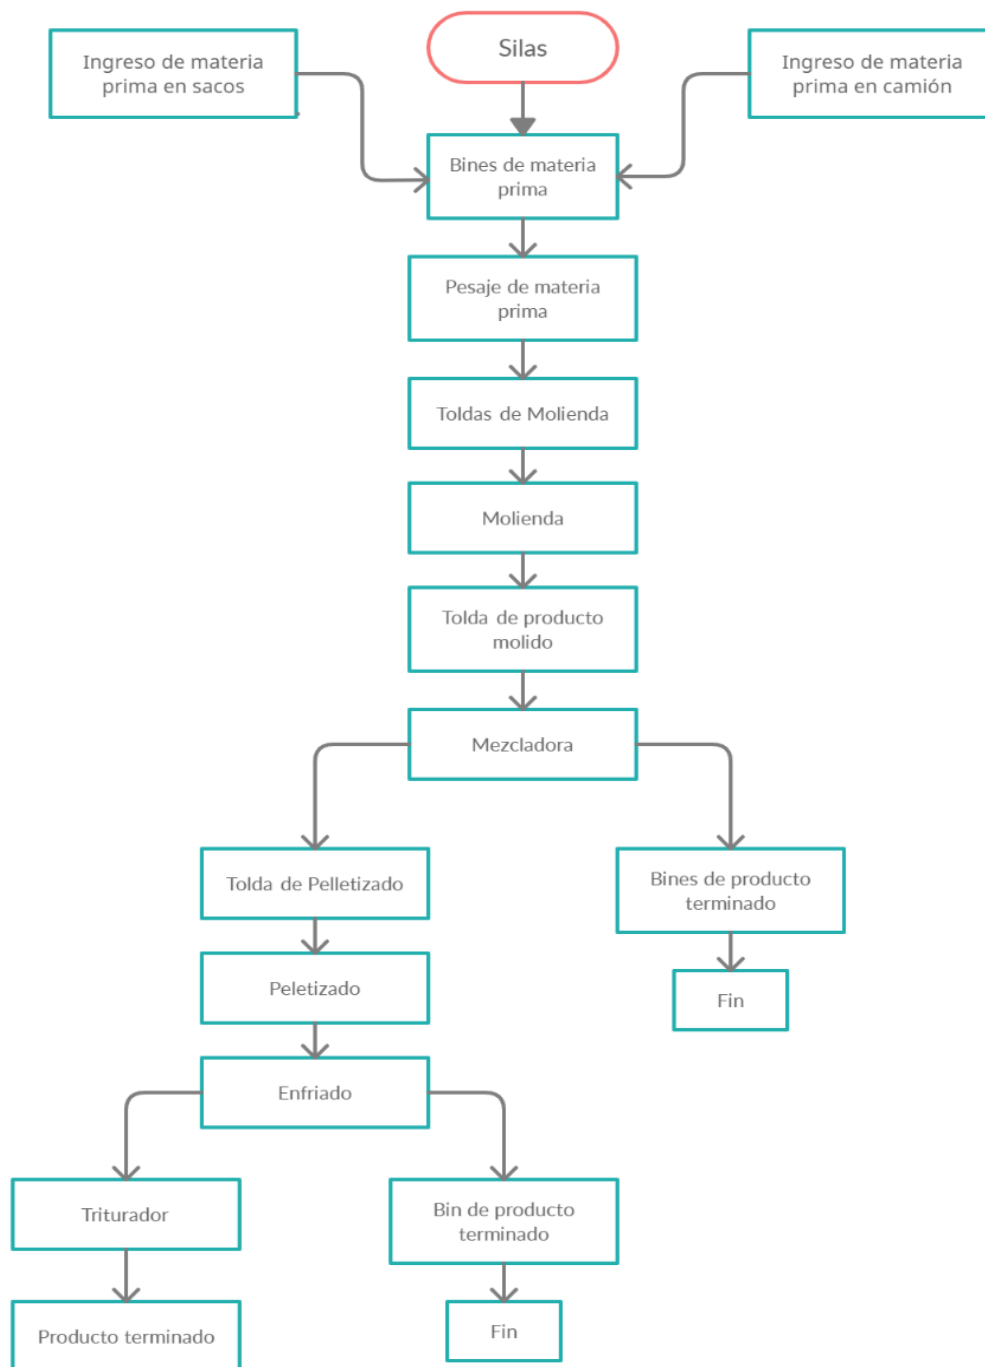 Silas
Ingreso de materia
prima en sacos
Ingreso de materia
prima en camión
Bines de materia
prima
Pesaje de materia
prima
Toldas de Molienda
Molienda
Tolda de producto
molido
Mezcladora
Tolda de Pelletizado
Bines de producto
terminado
Peletizado
Fin
Enfriado
Triturador
Bin de producto
terminado
Producto terminado
Fin